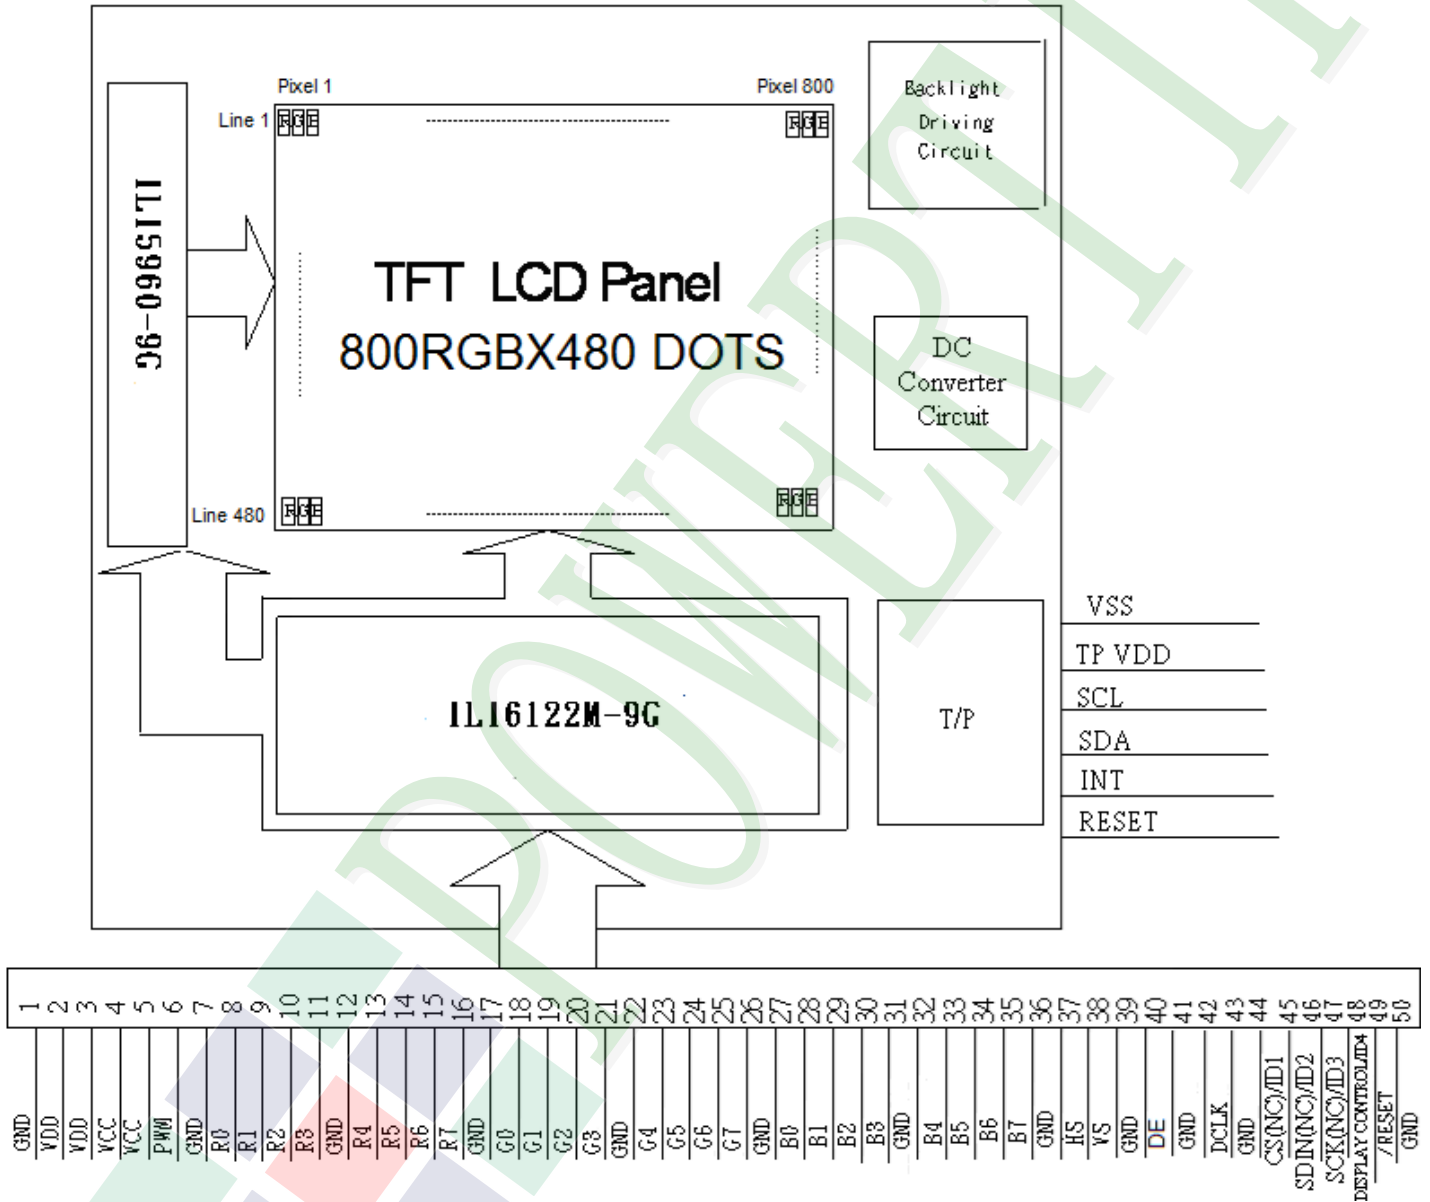 Pixel 1
Pixel 800
Line 1
RGB
RGB
Backlight
Driving
Circuit
ILI5960-9G
TFT LCD Panel
800RGBX480 DOTS
DC
Converter
Circuit
Line 480
RGB
RGB
ILI6122M-9G
T/P
VSS
TP VDD
SCL
SDA
INT
RESET
POWERTI
1 2 3 4 5 6 7 8 9 10 11 12 13 14 15 16 17 18 19 20 21 22 23 24 25 26 27 28 29 30 31 32 33 34 35 36 37 38 39 40 41 42 43 44 45 46 47 48 49 50
GND
VDD
VDD
VCC
VCC
PWM
GND
R0
R1
R2
R3
GND
R4
R5
R6
R7
GND
G0
G1
G2
G3
GND
G4
G5
G6
G7
GND
B0
B1
B2
B3
GND
B4
B5
B6
B7
GND
HS
VS
GND
DE
GND
DCLK
GND
CS(NC)/ID1
SDIN(NC)/ID2
SCK(NC)/ID3
DISPLAY CONTROL/ID4
/RESET
GND